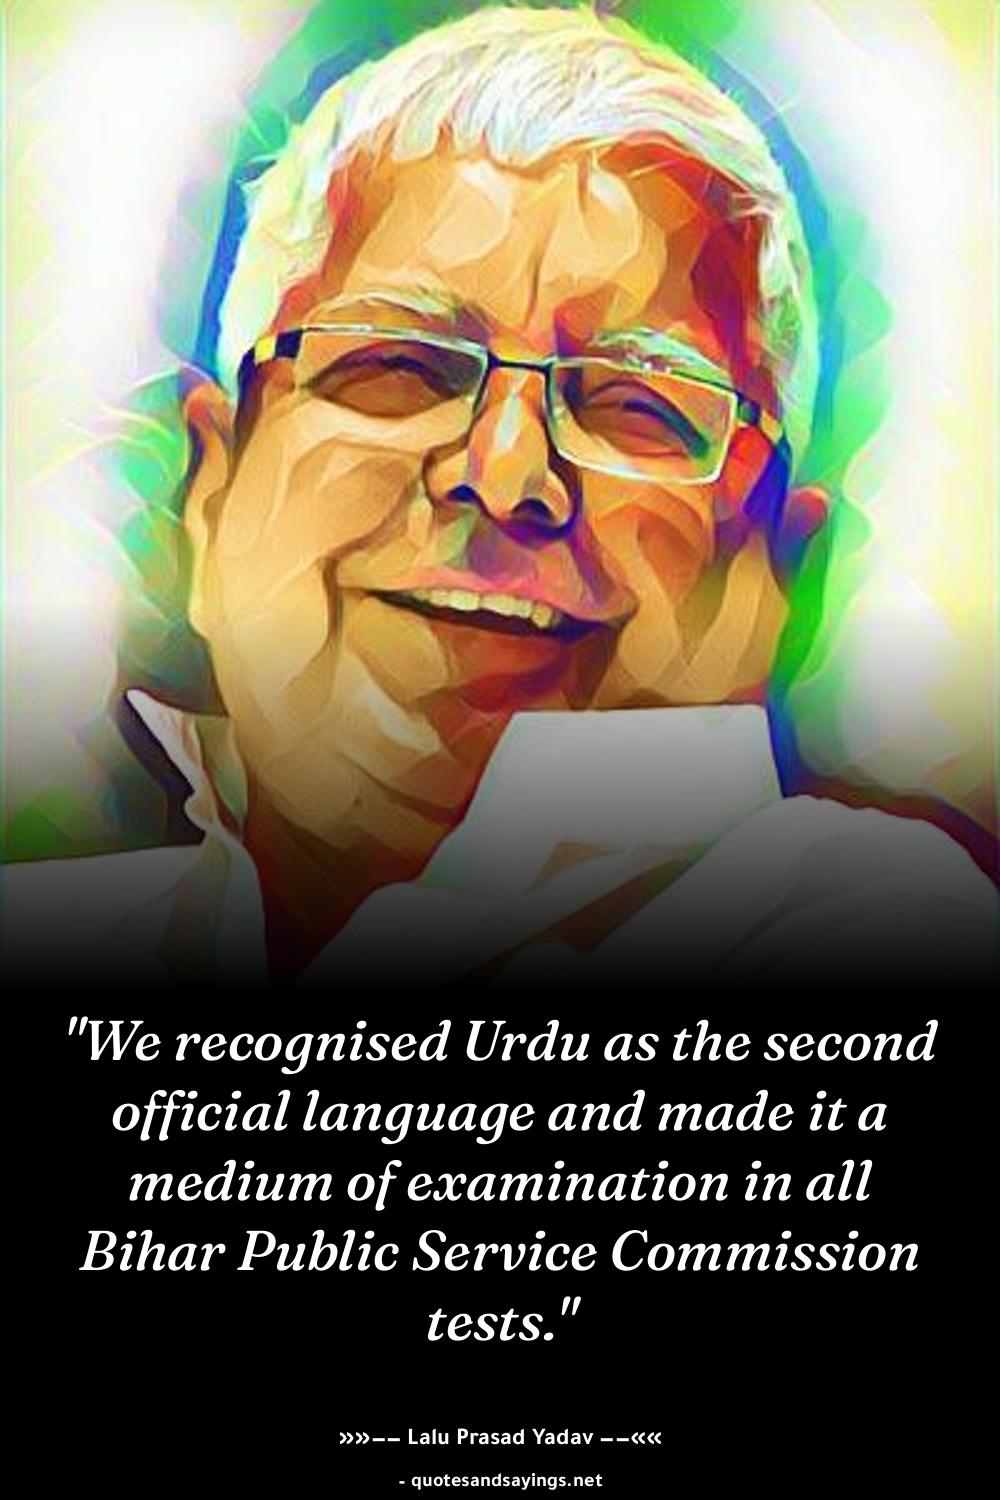 "We recognised Urdu as the second
official language and made it a
medium of examination in all
Bihar Public Service Commission
tests."
»»−− Lalu Prasad Yadav −−««
- quotesandsayings.net